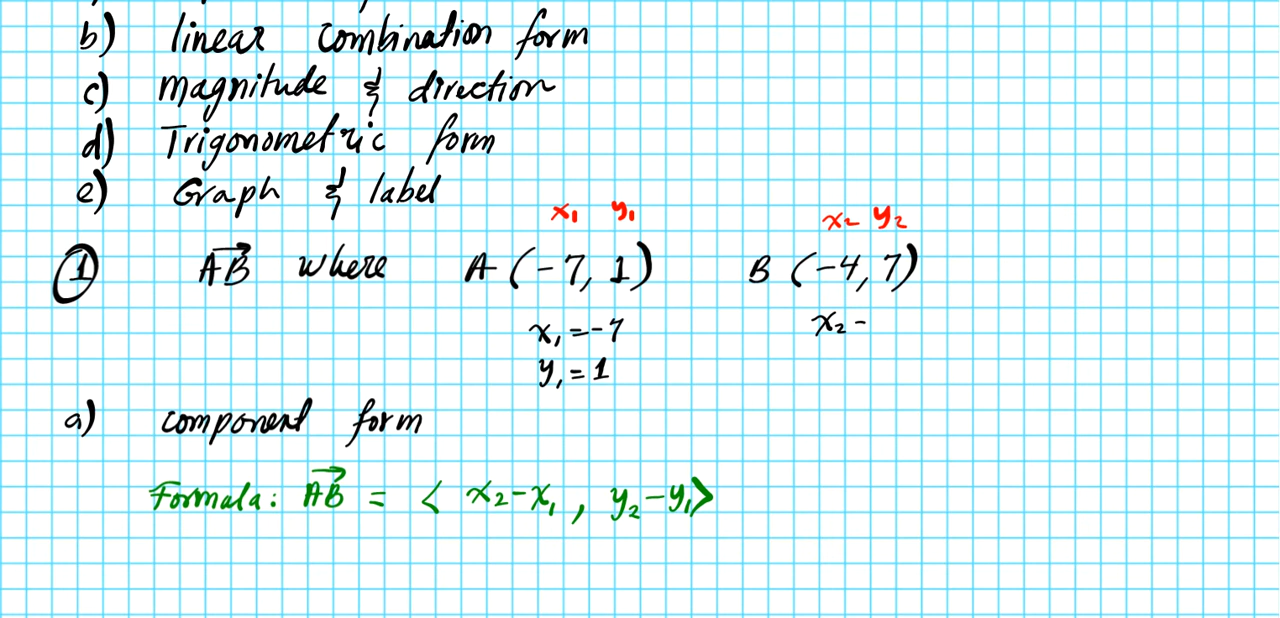 b) linear combination form
c) magnitude & direction
d) Trigonometric form
e) Graph & label
x₁ y₁ x₂ y₂
① AB→ where A (-7, 1) B (-4, 7)
x₁ = -7 x₂ -
y₁ = 1
a) component form
Formala: AB→ = < x₂-x₁ , y₂-y₁>